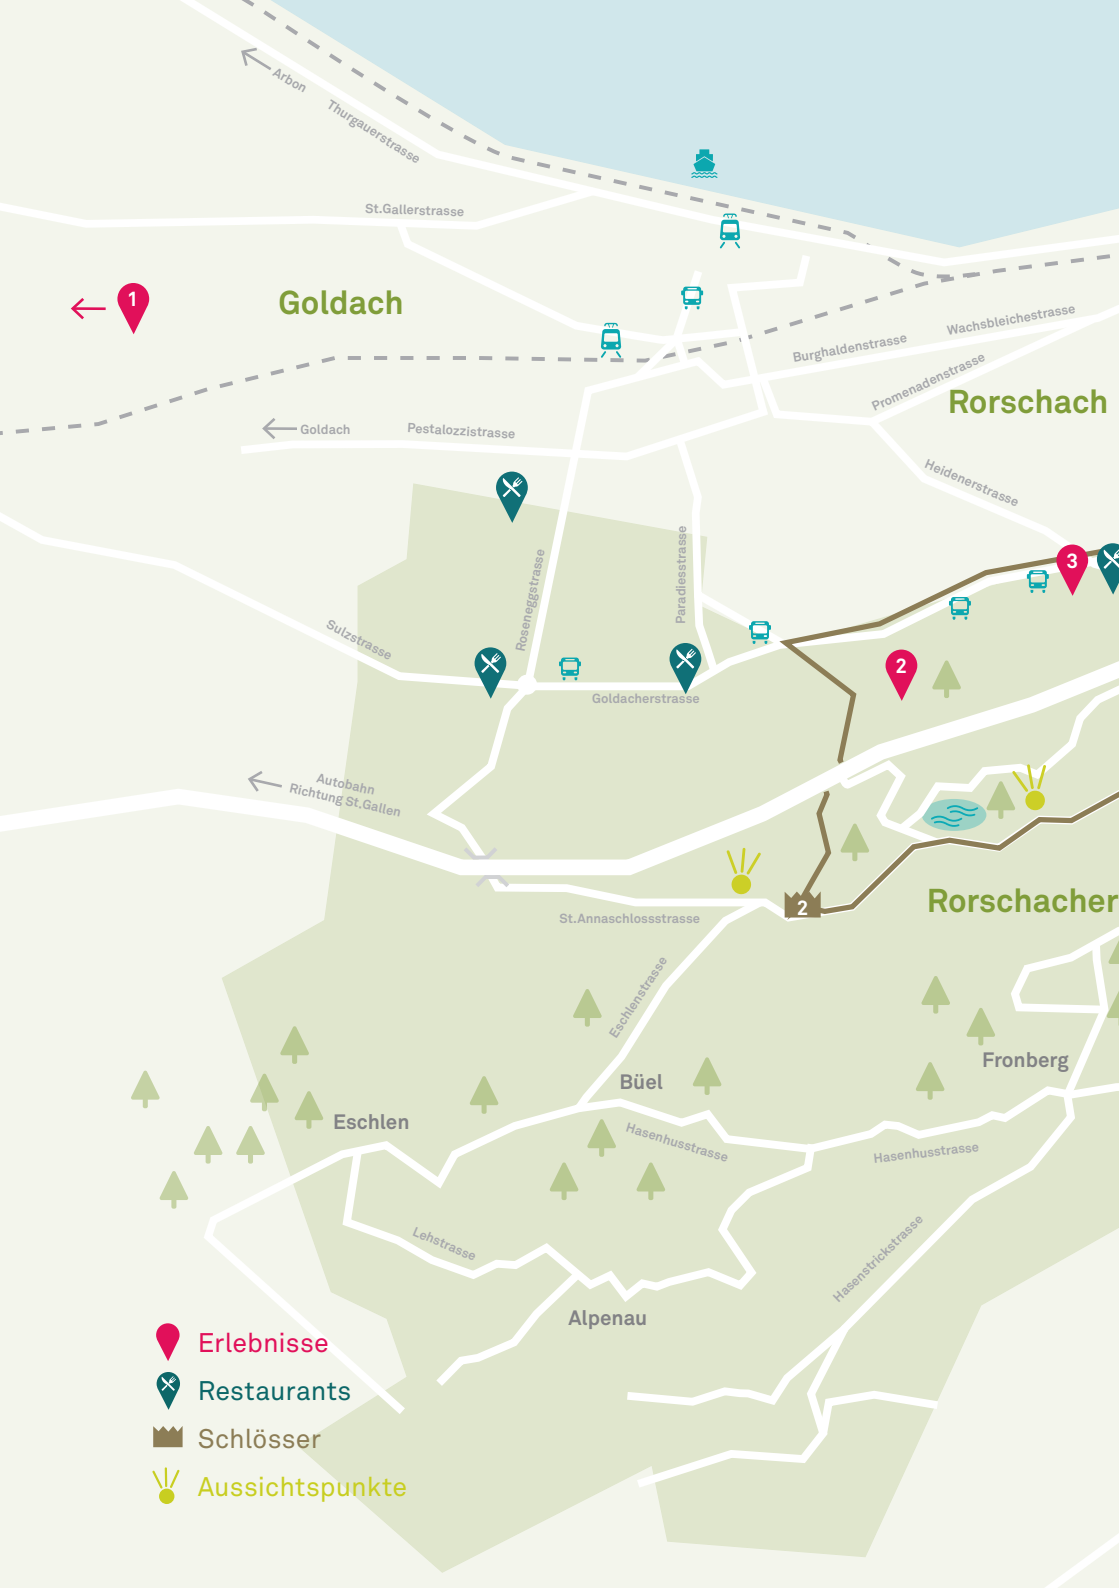 Arbon
Thurgauerstrasse
St.Gallerstrasse
1
Goldach
Wachsbleichestrasse
Burghaldenstrasse
Promenadenstrasse
Rorschach
Goldach
Pestalozzistrasse
Heidenerstrasse
Roseneggstrasse
Paradiesstrasse
3
Sulzstrasse
2
Goldacherstrasse
Autobahn
Richtung St.Gallen
2
Rorschacher
St.Annaschlossstrasse
Eschlenstrasse
Fronberg
Büel
Eschlen
Hasenhusstrasse
Hasenhusstrasse
Lehstrasse
Hasenstrickstrasse
Alpenau
Erlebnisse
Restaurants
Schlösser
Aussichtspunkte